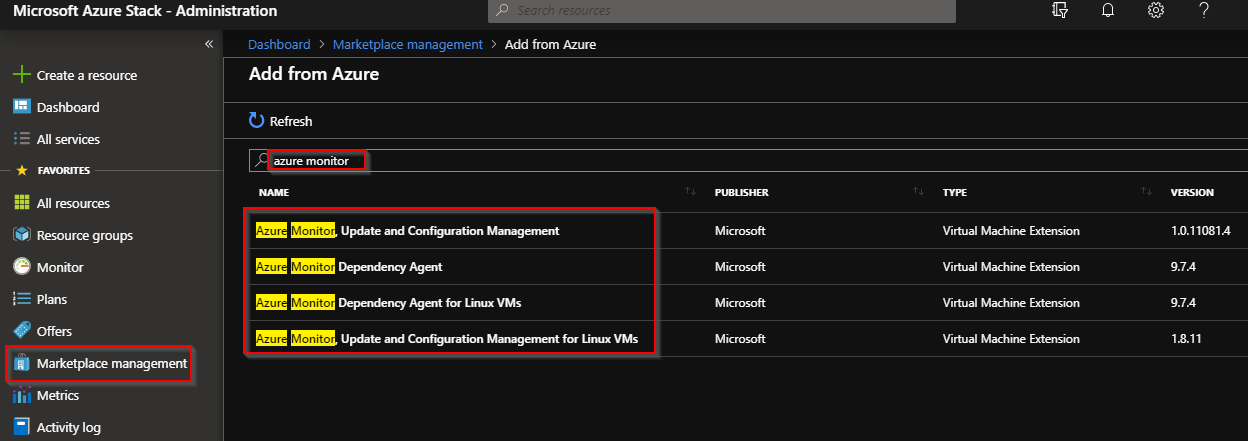 Microsoft Azure Stack - Administration
Search resources
?
«
Create a resource
Dashboard
All services
FAVORITES
All resources
Resource groups
Monitor
Plans
Offers
Marketplace management
Metrics
Activity log
Dashboard > Marketplace management > Add from Azure
Add from Azure
Refresh
azure monitor
NAME PUBLISHER TYPE VERSION
Azure Monitor, Update and Configuration Management Microsoft Virtual Machine Extension 1.0.11081.4
Azure Monitor Dependency Agent Microsoft Virtual Machine Extension 9.7.4
Azure Monitor Dependency Agent for Linux VMs Microsoft Virtual Machine Extension 9.7.4
Azure Monitor, Update and Configuration Management for Linux VMs Microsoft Virtual Machine Extension 1.8.11